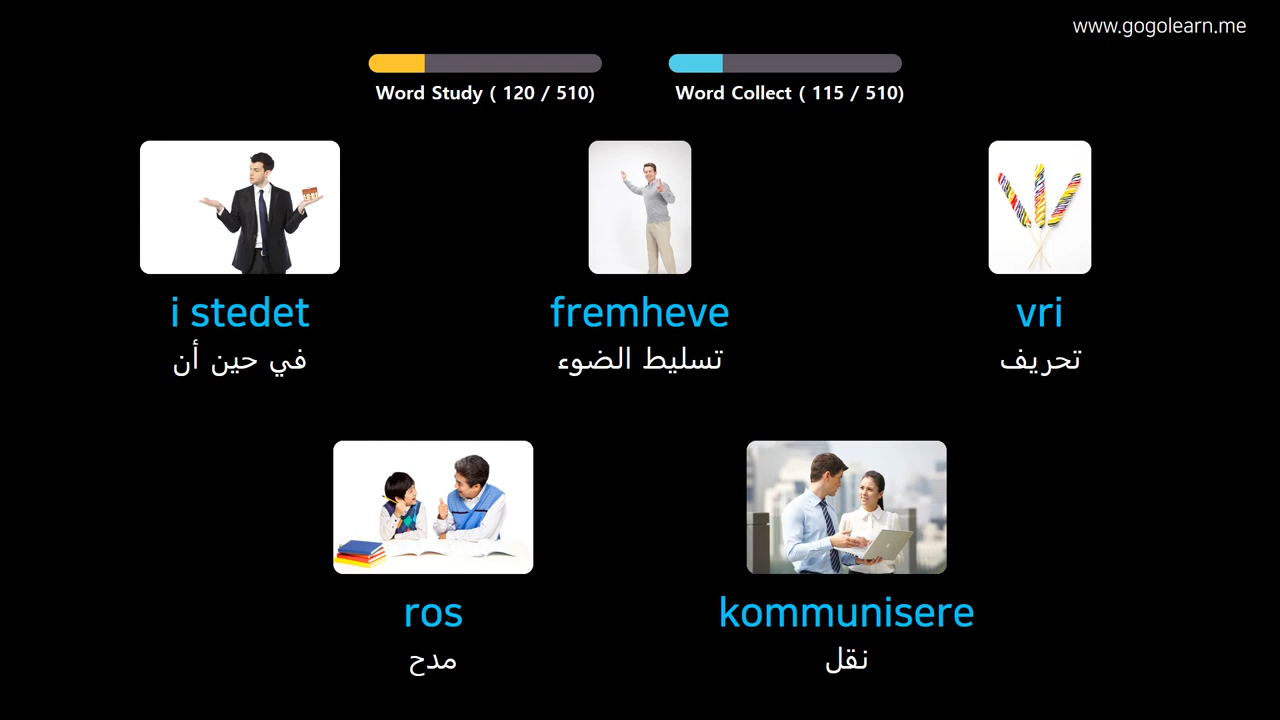 www.gogolearn.me
Word Study ( 120 / 510)
Word Collect ( 115 / 510)
i stedet
في حين أن
fremheve
تسليط الضوء
vri
تحريف
ros
مدح
kommunisere
نقل